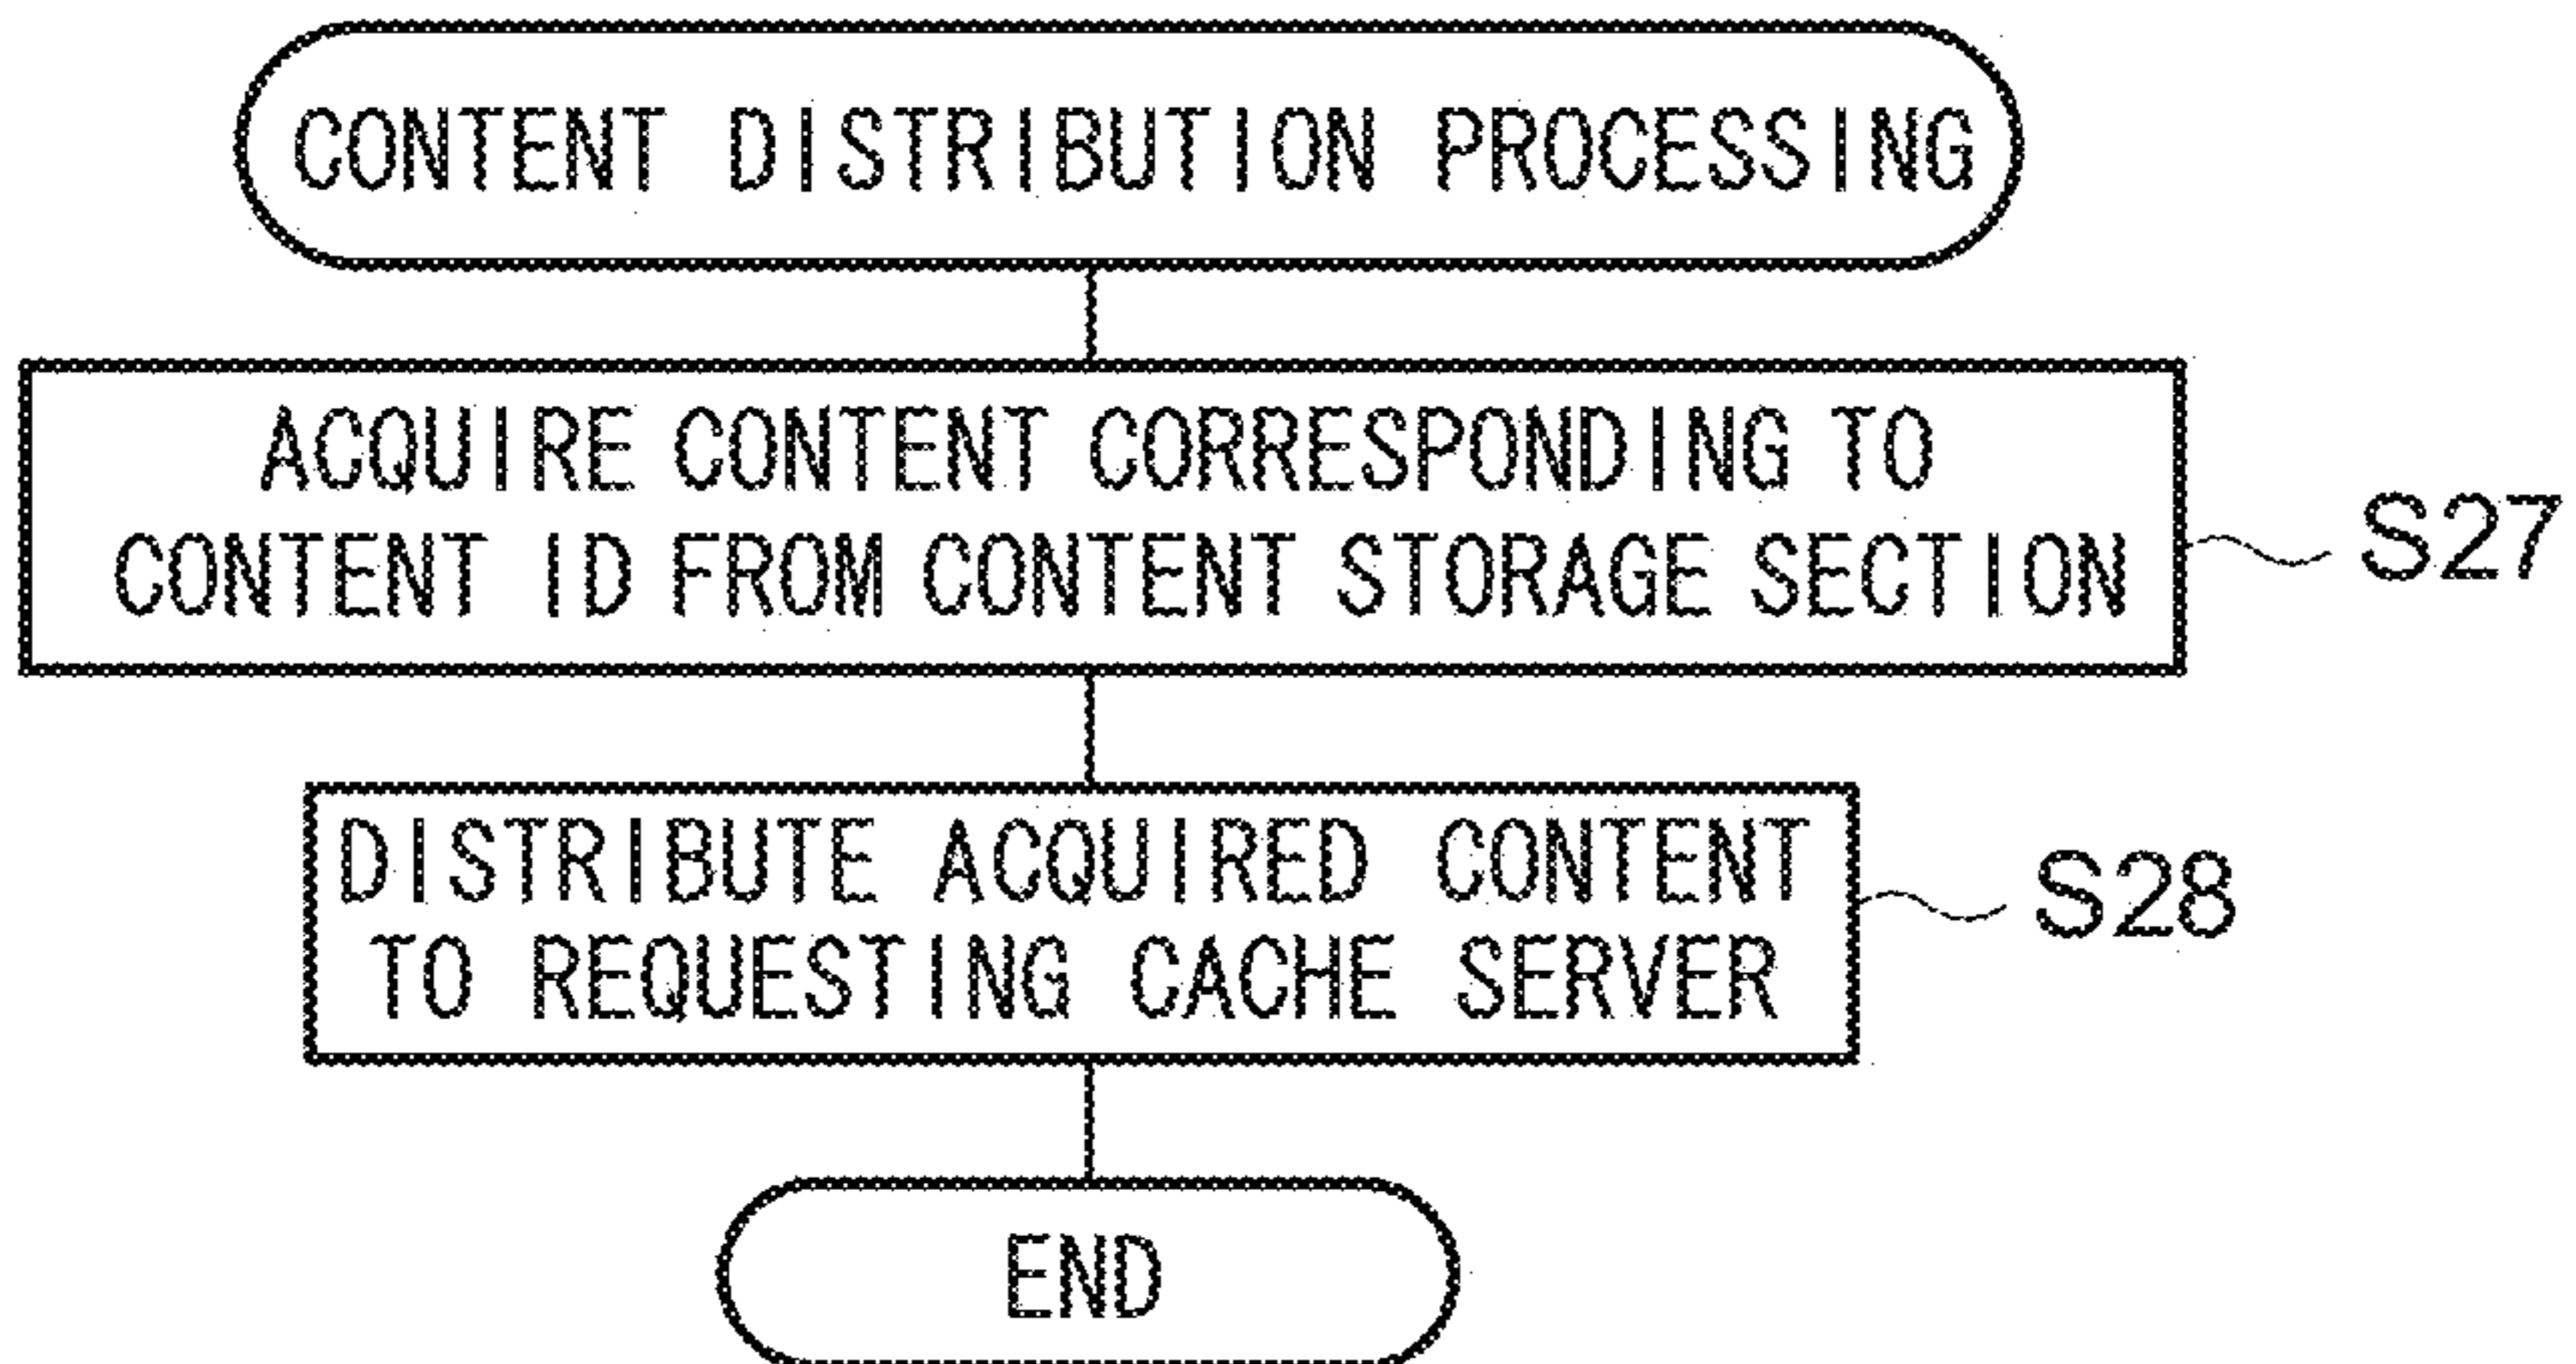 CONTENT DISTRIBUTION PROCESSING
ACQUIRE CONTENT CORRESPONDING TO
CONTENT ID FROM CONTENT STORAGE SECTION
S27
DISTRIBUTE ACQUIRED CONTENT
TO REQUESTING CACHE SERVER
S28
END